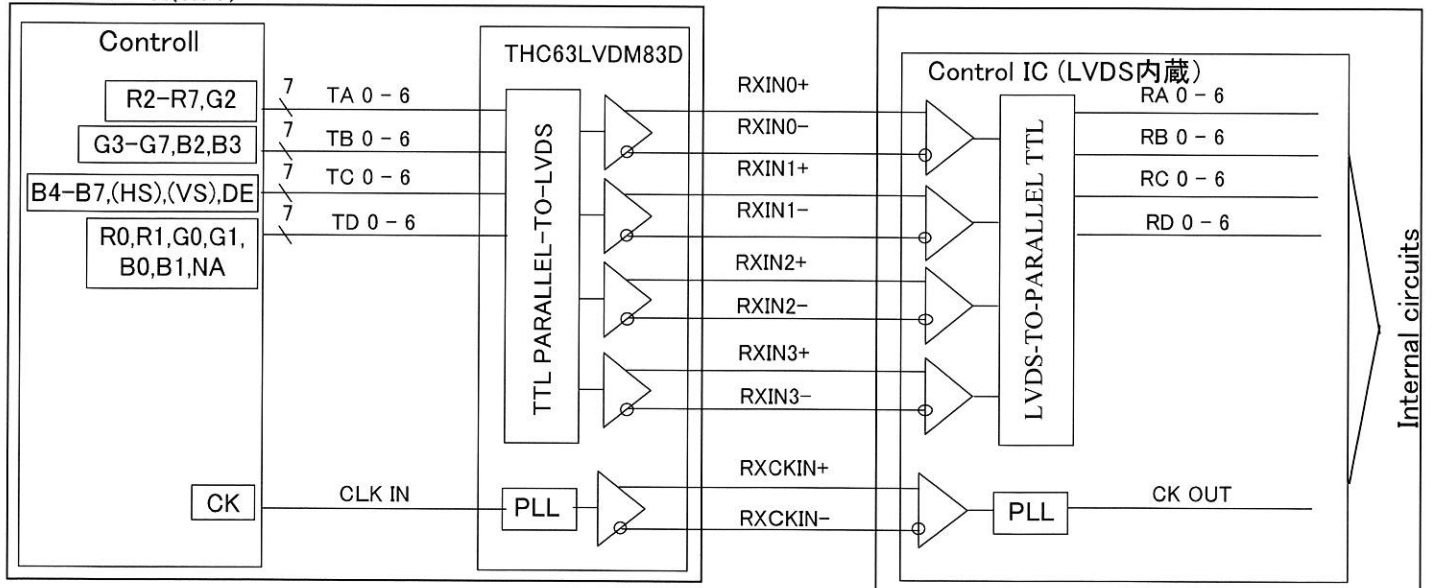 Controll
THC63LVDM83D
Control IC (LVDS内蔵)
R2-R7,G2
7
TA 0 - 6
RXIN0+
RA 0 - 6
G3-G7,B2,B3
7
TB 0 - 6
RXIN0-
RB 0 - 6
B4-B7,(HS),(VS),DE
7
TC 0 - 6
RXIN1+
RC 0 - 6
R0,R1,G0,G1,
B0,B1,NA
7
TD 0 - 6
RXIN1-
RD 0 - 6
TTL PARALLEL-TO-LVDS
RXIN2+
RXIN2-
RXIN3+
RXIN3-
LVDS-TO-PARALLEL TTL
Internal circuits
CK
CLK IN
PLL
RXCKIN+
RXCKIN-
PLL
CK OUT